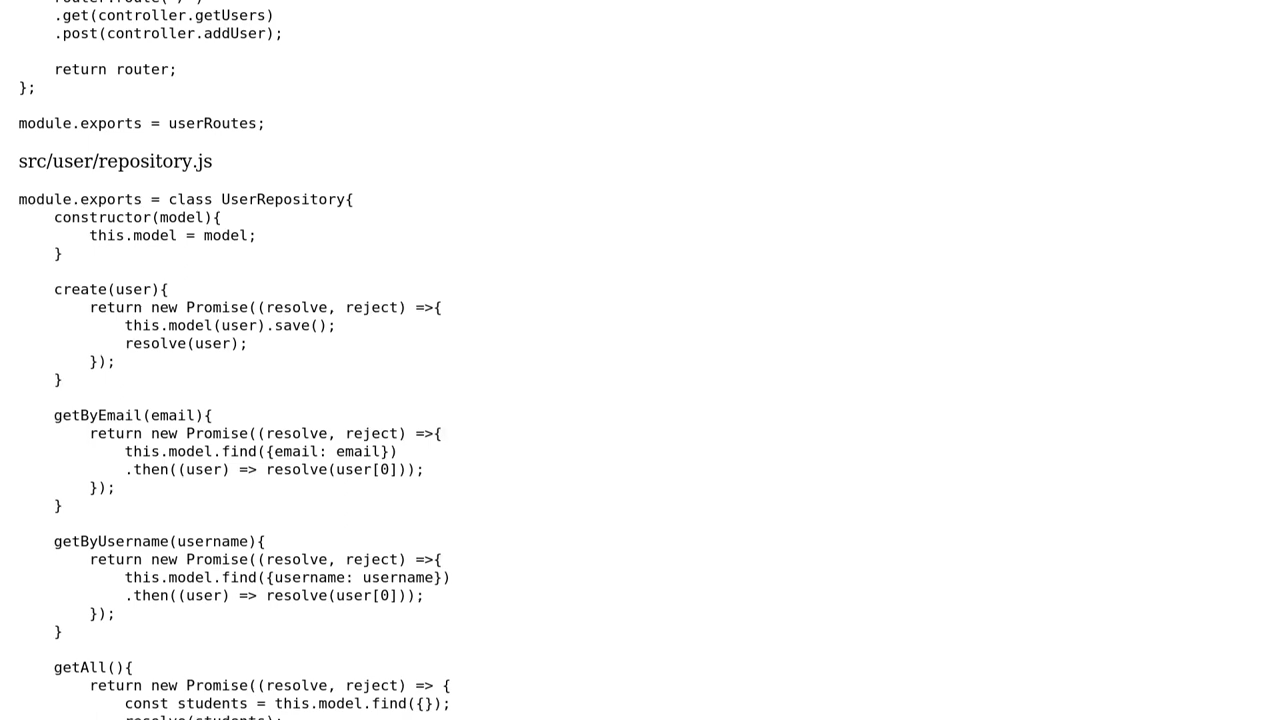 router.route('/')
    .get(controller.getUsers)
    .post(controller.addUser);

    return router;
};

module.exports = userRoutes;

src/user/repository.js

module.exports = class UserRepository{
    constructor(model){
        this.model = model;
    }

    create(user){
        return new Promise((resolve, reject) =>{
            this.model(user).save();
            resolve(user);
        });
    }

    getByEmail(email){
        return new Promise((resolve, reject) =>{
            this.model.find({email: email})
            .then((user) => resolve(user[0]));
        });
    }

    getByUsername(username){
        return new Promise((resolve, reject) =>{
            this.model.find({username: username})
            .then((user) => resolve(user[0]));
        });
    }

    getAll(){
        return new Promise((resolve, reject) => {
            const students = this.model.find({});
            resolve(students);